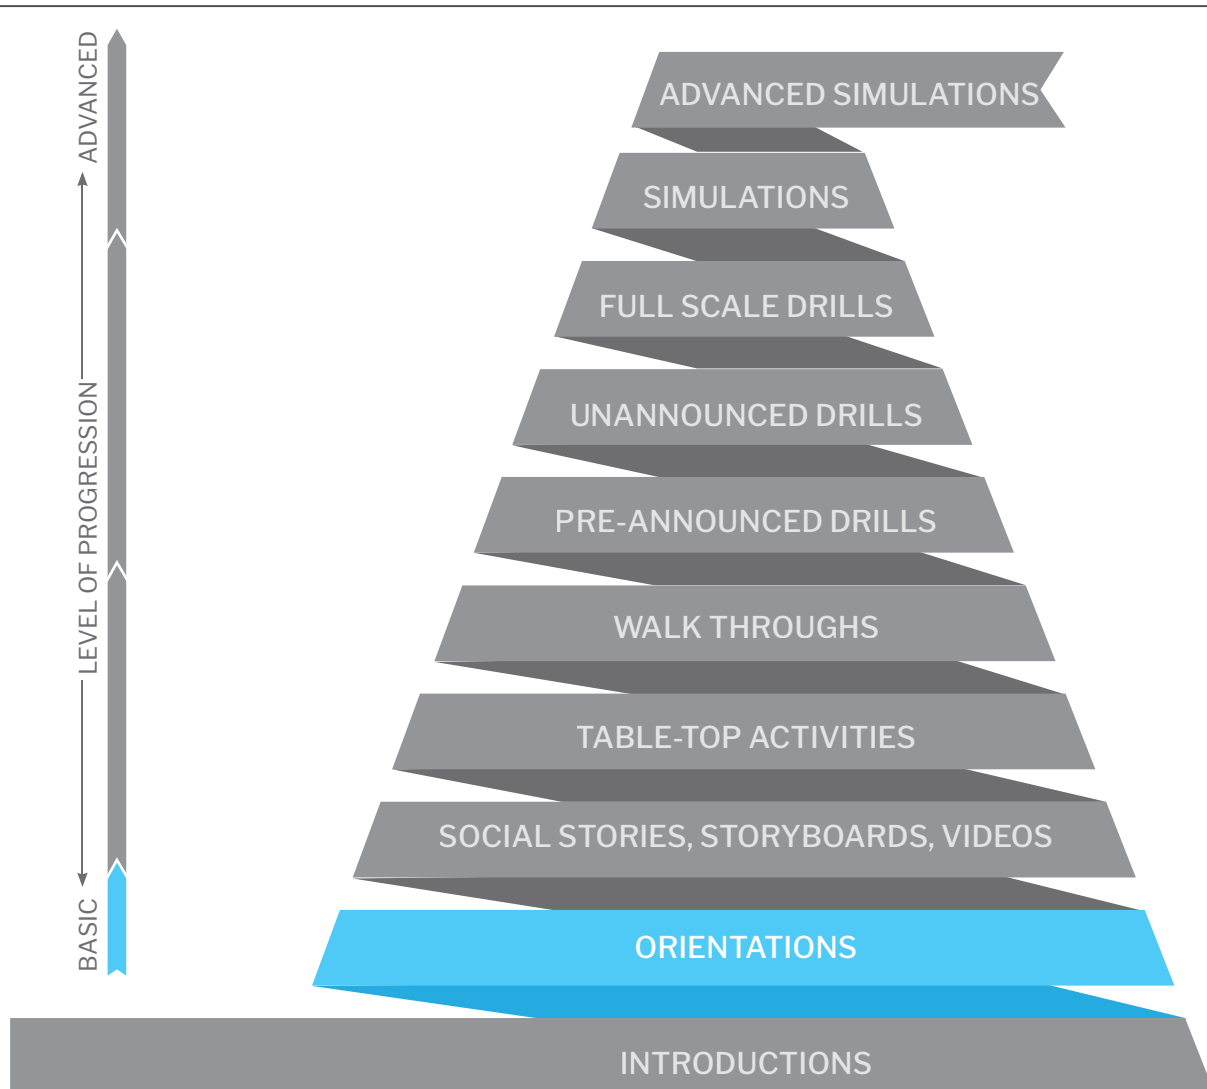 ADVANCED
LEVEL OF PROGRESSION
BASIC
ADVANCED SIMULATIONS
SIMULATIONS
FULL SCALE DRILLS
UNANNOUNCED DRILLS
PRE-ANNOUNCED DRILLS
WALK THROUGHS
TABLE-TOP ACTIVITIES
SOCIAL STORIES, STORYBOARDS, VIDEOS
ORIENTATIONS
INTRODUCTIONS